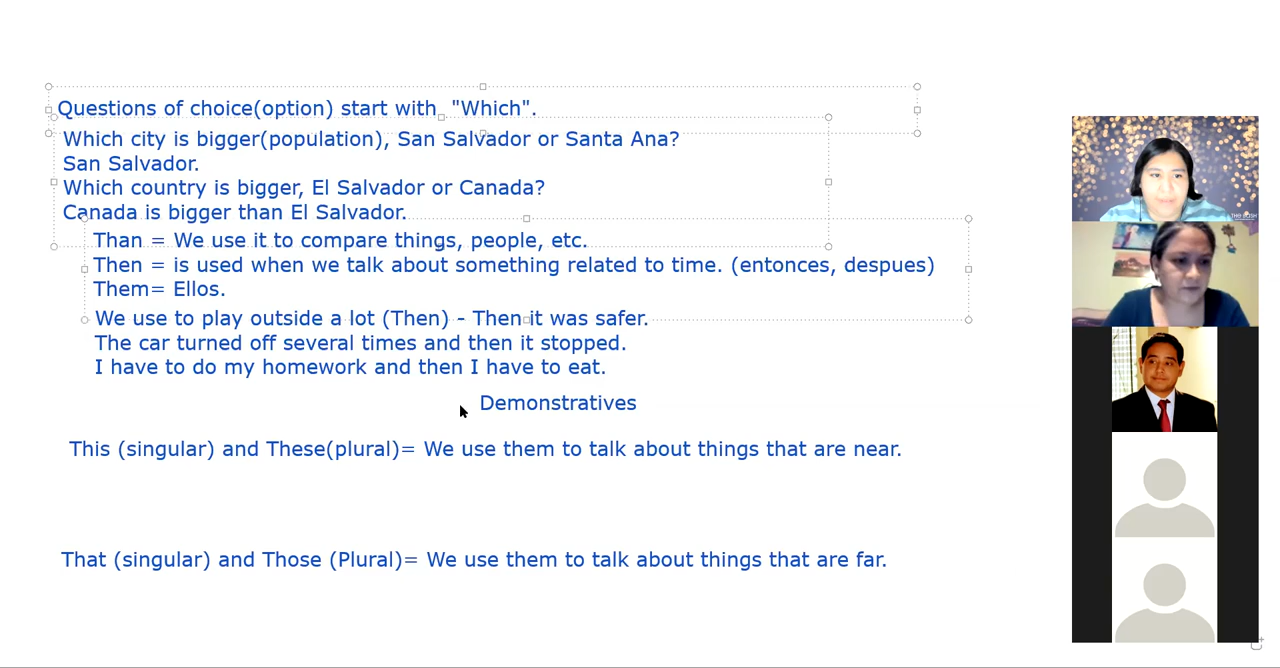 Questions of choice(option) start with  "Which".
Which city is bigger(population), San Salvador or Santa Ana?
San Salvador.
Which country is bigger, El Salvador or Canada?
Canada is bigger than El Salvador.
Than = We use it to compare things, people, etc.
Then = is used when we talk about something related to time. (entonces, despues)
Them= Ellos.
We use to play outside a lot (Then) - Then it was safer.
The car turned off several times and then it stopped.
I have to do my homework and then I have to eat.
Demonstratives
This (singular) and These(plural)= We use them to talk about things that are near.
That (singular) and Those (Plural)= We use them to talk about things that are far.